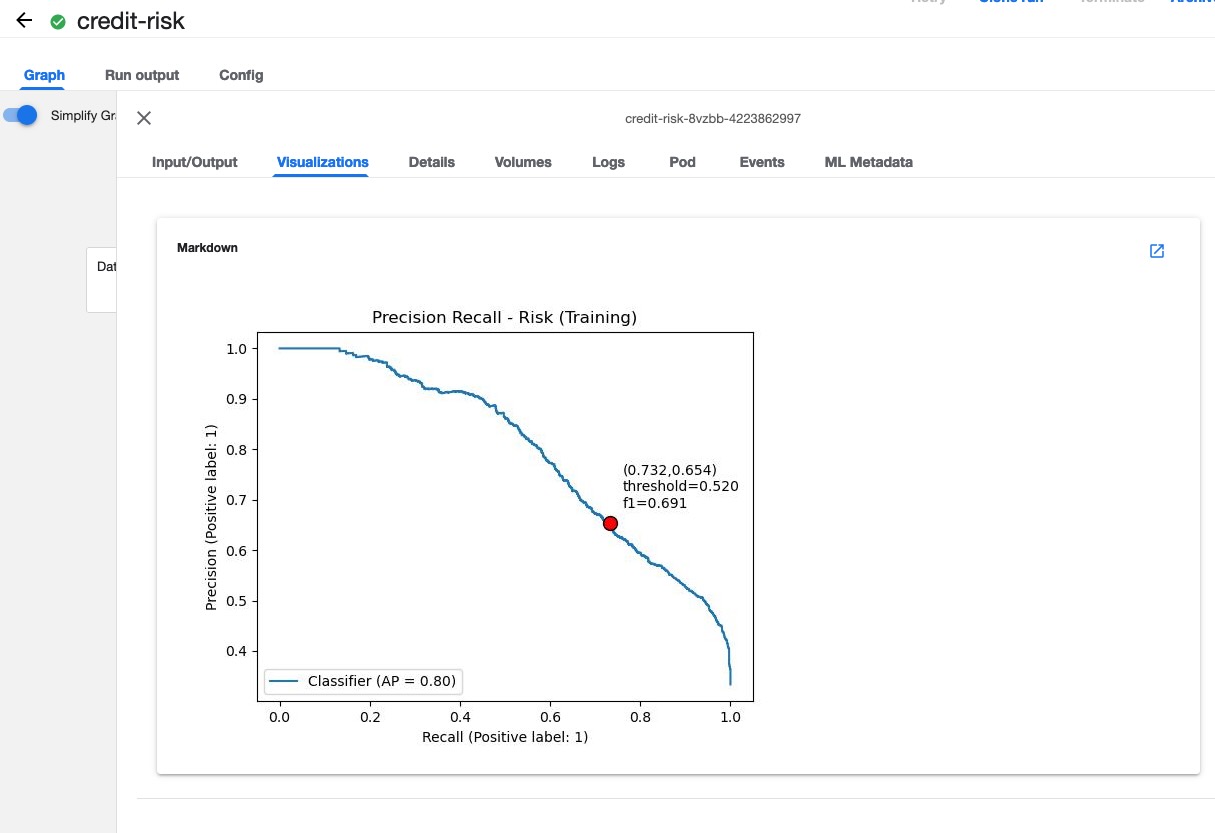 Retry Clone run Terminate Archive
credit-risk
Graph Run output Config
Simplify Gr
credit-risk-8vzbb-4223862997
Input/Output Visualizations Details Volumes Logs Pod Events ML Metadata
Dat
Markdown
Precision Recall - Risk (Training)
1.0
0.9
0.8
0.7
0.6
0.5
0.4
Precision (Positive label: 1)
(0.732,0.654)
threshold=0.520
f1=0.691
Classifier (AP = 0.80)
0.0 0.2 0.4 0.6 0.8 1.0
Recall (Positive label: 1)